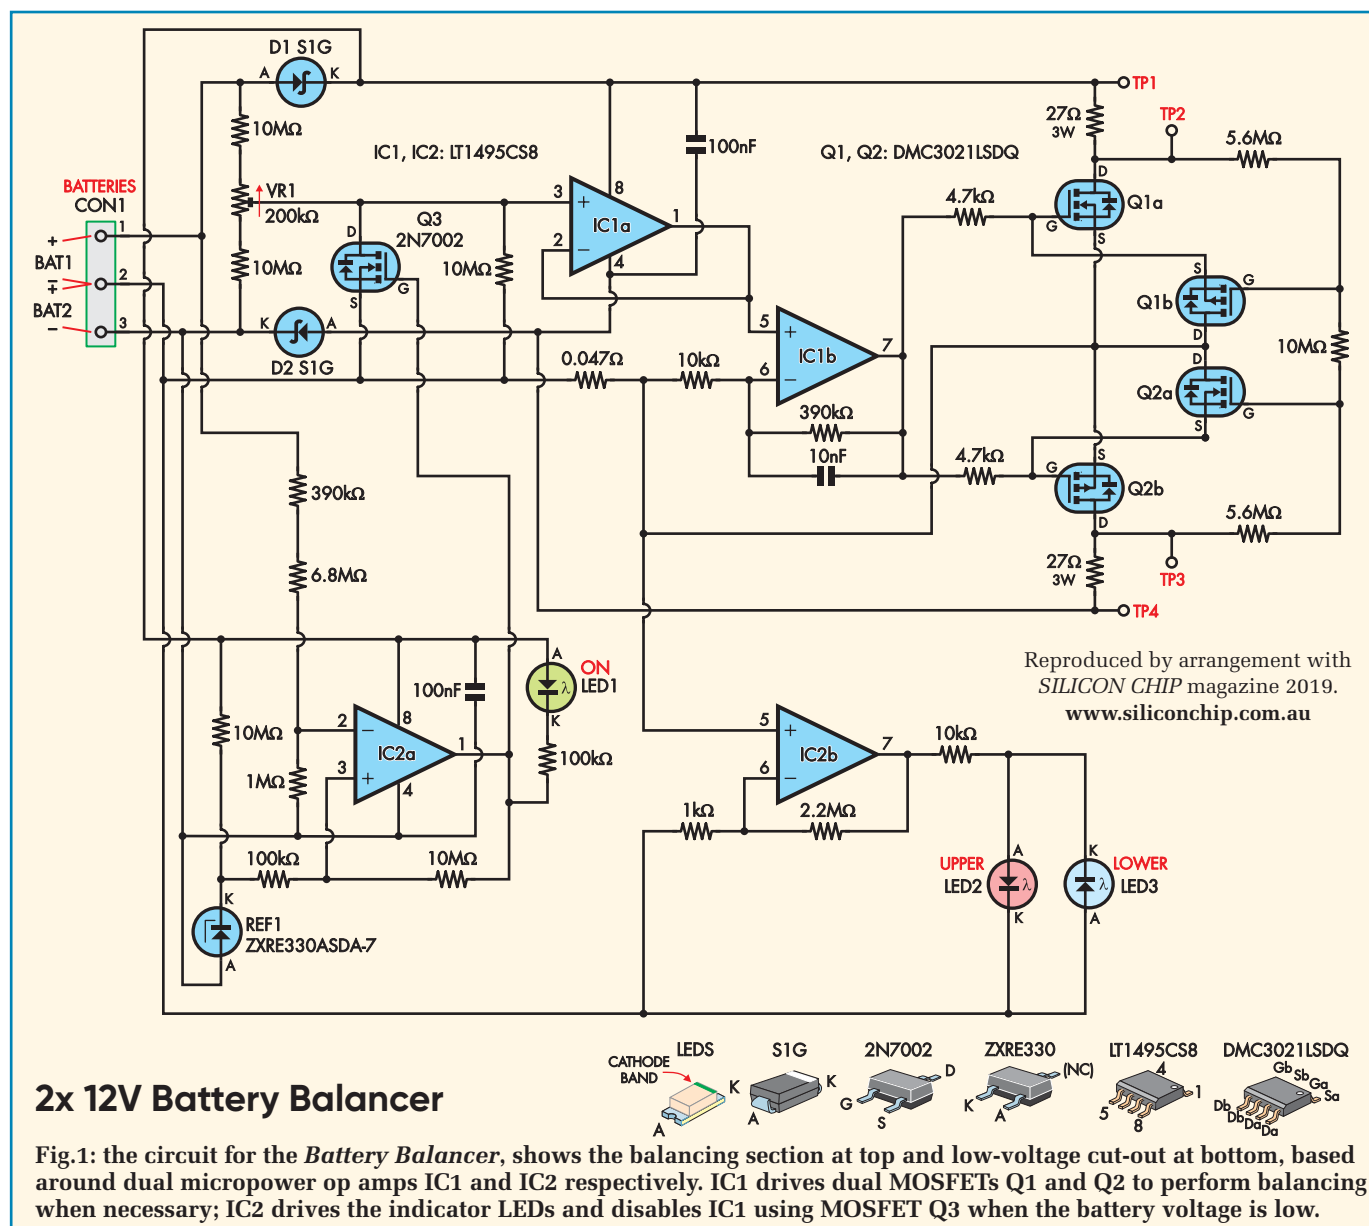 D1 S1G
A
K
10MΩ
VR1
200kΩ
10MΩ
BATTERIES
CON1
1
2
3
+
BAT1
–
+
BAT2
–
IC1, IC2: LT1495CS8
Q1, Q2: DMC3021LSDQ
Q3
2N7002
D
S
G
10MΩ
K
A
D2 S1G
3
+
2
–
IC1a
8
1
4
100nF
5
+
6
–
IC1b
7
0.047Ω
10kΩ
390kΩ
10nF
4.7kΩ
4.7kΩ
TP1
27Ω
3W
TP2
5.6MΩ
D
G
S
Q1a
S
G
Q1b
D
D
Q2a
G
S
10MΩ
S
G
Q2b
D
5.6MΩ
27Ω
3W
TP3
TP4
390kΩ
6.8MΩ
10MΩ
1MΩ
2
–
3
+
IC2a
8
1
4
100nF
A
ON
LED1
λ
K
100kΩ
100kΩ
10MΩ
K
REF1
ZXRE330ASDA-7
A
Reproduced by arrangement with
SILICON CHIP magazine 2019.
www.siliconchip.com.au
5
+
6
–
IC2b
7
10kΩ
1kΩ
2.2MΩ
UPPER
LED2
A
λ
K
LOWER
LED3
K
λ
A
LEDS
CATHODE
BAND
K
A
S1G
K
A
2N7002
D
G
S
ZXRE330
(NC)
K
A
LT1495CS8
4
1
5
8
DMC3021LSDQ
Gb
Sb
Ga
Sa
Db
Db
Da
Da
2x 12V Battery Balancer
Fig.1: the circuit for the Battery Balancer, shows the balancing section at top and low-voltage cut-out at bottom, based
around dual micropower op amps IC1 and IC2 respectively. IC1 drives dual MOSFETs Q1 and Q2 to perform balancing
when necessary; IC2 drives the indicator LEDs and disables IC1 using MOSFET Q3 when the battery voltage is low.